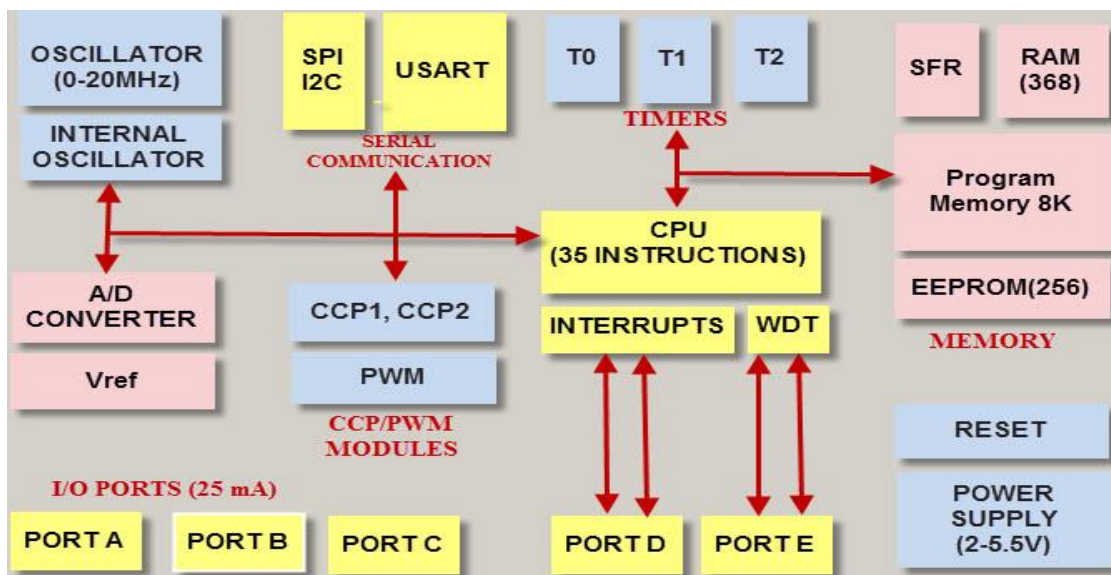 OSCILLATOR
(0-20MHz)
INTERNAL
OSCILLATOR
SPI
I2C
USART
SERIAL
COMMUNICATION
T0
T1
T2
TIMERS
SFR
RAM
(368)
Program
Memory 8K
EEPROM(256)
MEMORY
CPU
(35 INSTRUCTIONS)
INTERRUPTS
WDT
A/D
CONVERTER
Vref
CCP1, CCP2
PWM
CCP/PWM
MODULES
RESET
POWER
SUPPLY
(2-5.5V)
I/O PORTS (25 mA)
PORT A
PORT B
PORT C
PORT D
PORT E